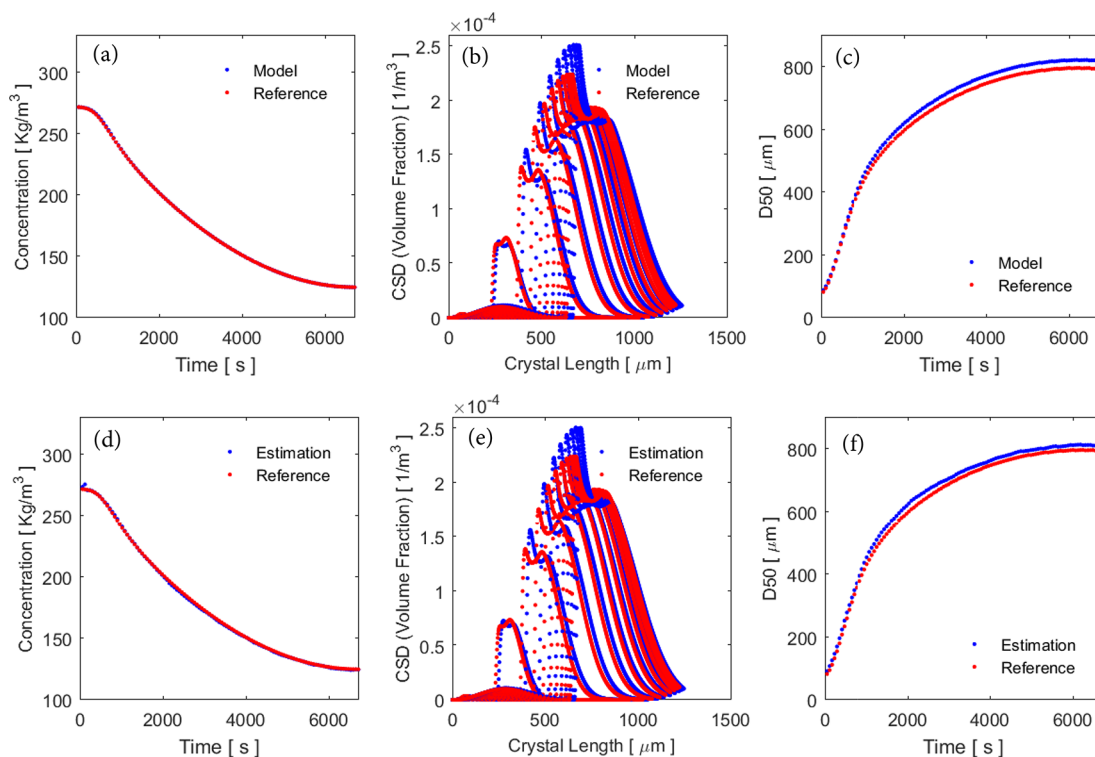 (a)
Model
Reference
Concentration [ Kg/m³ ]
300
250
200
150
100
0
2000
4000
6000
Time [ s ]
×10⁻⁴
(b)
Model
Reference
CSD (Volume Fraction) [ 1/m³ ]
2.5
2
1.5
1
0.5
0
0
500
1000
1500
Crystal Length [ μm ]
(c)
Model
Reference
D50 [ μm ]
800
600
400
200
0
0
2000
4000
6000
Time [ s ]
(d)
Estimation
Reference
Concentration [ Kg/m³ ]
300
250
200
150
100
0
2000
4000
6000
Time [ s ]
×10⁻⁴
(e)
Estimation
Reference
CSD (Volume Fraction) [ 1/m³ ]
2.5
2
1.5
1
0.5
0
0
500
1000
1500
Crystal Length [ μm ]
(f)
Estimation
Reference
D50 [ μm ]
800
600
400
200
0
0
2000
4000
6000
Time [ s ]